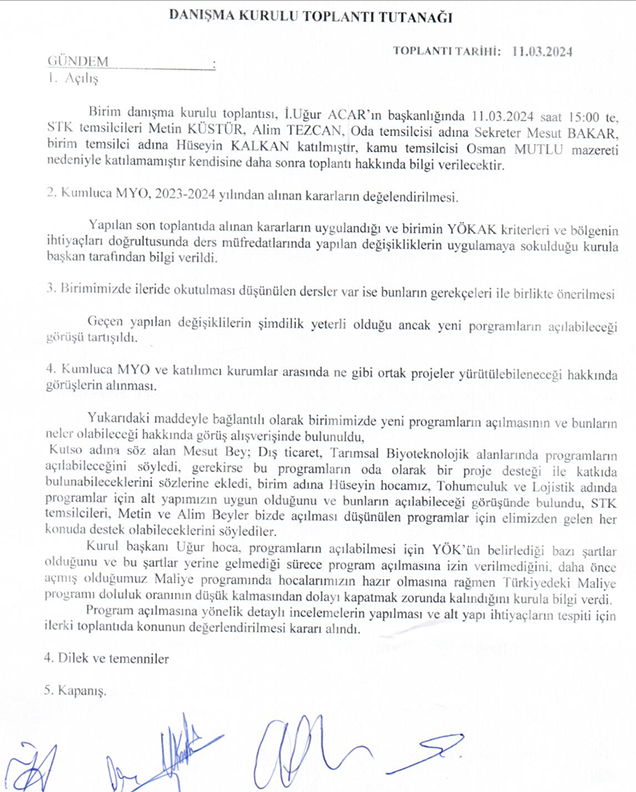 DANIŞMA KURULU TOPLANTI TUTANAĞI
TOPLANTI TARİHİ: 11.03.2024
GÜNDEM :
1. Açılış
Birim danışma kurulu toplantısı, İ.Uğur ACAR'ın başkanlığında 11.03.2024 saat 15:00 te,
STK temsilcileri Metin KÜSTÜR, Alim TEZCAN, Oda temsilcisi adına Sekreter Mesut BAKAR,
birim temsilci adına Hüseyin KALKAN katılmıştır, kamu temsilcisi Osman MUTLU mazereti
nedeniyle katılamamıştır kendisine daha sonra toplantı hakkında bilgi verilecektir.
2. Kumluca MYO, 2023-2024 yılından alınan kararların değerlendirilmesi.
Yapılan son toplantıda alınan kararların uygulandığı ve birimin YÖKAK kriterleri ve bölgenin
ihtiyaçları doğrultusunda ders müfredatlarında yapılan değişikliklerin uygulamaya sokulduğu kurula
başkan tarafından bilgi verildi.
3. Birimimizde ileride okutulması düşünülen dersler var ise bunların gerekçeleri ile birlikte önerilmesi
Geçen yapılan değişiklilerin şimdilik yeterli olduğu ancak yeni porgramların açılabileceği
görüşü tartışıldı.
4. Kumluca MYO ve katılımcı kurumlar arasında ne gibi ortak projeler yürütülebileneceği hakkında
görüşlerin alınması.
Yukarıdaki maddeyle bağlantılı olarak birimimizde yeni programların açılmasının ve bunların
neler olabileceği hakkında görüş alışverişinde bulunuldu,
Kutso adına söz alan Mesut Bey; Dış ticaret, Tarımsal Biyoteknolojik alanlarında programların
açılabileceğini söyledi, gerekirse bu programların oda olarak bir proje desteği ile katkıda
bulunabileceklerini sözlerine ekledi, birim adına Hüseyin hocamız, Tohumculuk ve Lojistik adında
programlar için alt yapımızın uygun olduğunu ve bunların açılabileceği görüşünde bulundu, STK
temsilcileri, Metin ve Alim Beyler bizde açılması düşünülen programlar için elimizden gelen her
konuda destek olabileceklerini söylediler.
Kurul başkanı Uğur hoca, programların açılabilmesi için YÖK'ün belirlediği bazı şartlar
olduğunu ve bu şartlar yerine gelmediği sürece program açılmasına izin verilmediğini, daha önce
açmış olduğumuz Maliye programında hocalarımızın hazır olmasına rağmen Türkiyedeki Maliye
programı doluluk oranının düşük kalmasından dolayı kapatmak zorunda kalındığını kurula bilgi verdi.
Program açılmasına yönelik detaylı incelemelerin yapılması ve alt yapı ihtiyaçların tespiti için
ilerki toplantıda konunun değerlendirilmesi kararı alındı.
4. Dilek ve temenniler
5. Kapanış.